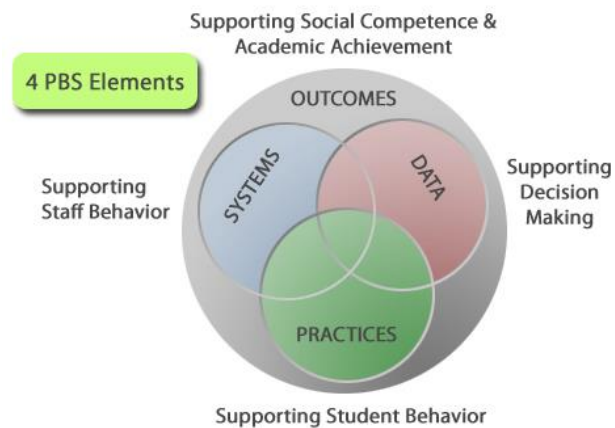 Supporting Social Competence &
Academic Achievement
4 PBS Elements
OUTCOMES
SYSTEMS
DATA
Supporting
Staff Behavior
Supporting
Decision
Making
PRACTICES
Supporting Student Behavior